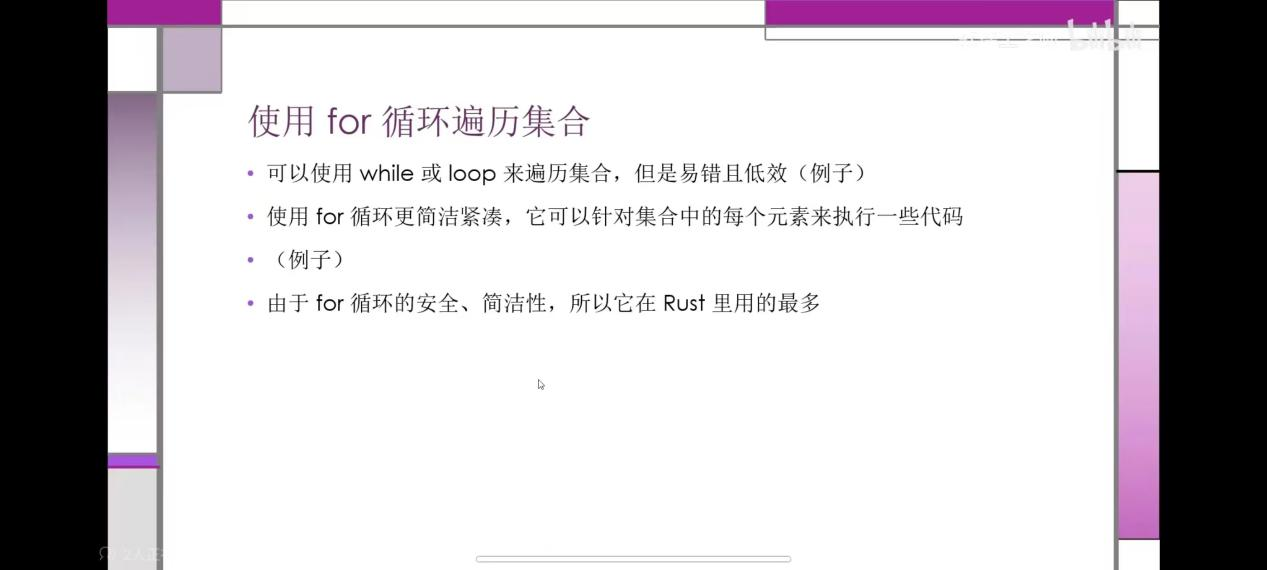 bilibili
使用 for 循环遍历集合
• 可以使用 while 或 loop 来遍历集合，但是易错且低效（例子）
• 使用 for 循环更简洁紧凑，它可以针对集合中的每个元素来执行一些代码
• （例子）
• 由于 for 循环的安全、简洁性，所以它在 Rust 里用的最多
2人正